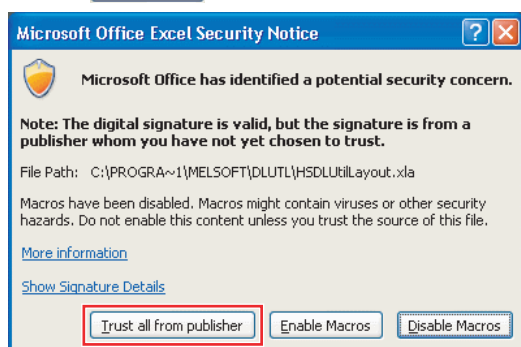 Microsoft Office Excel Security Notice
Microsoft Office has identified a potential security concern.
Note: The digital signature is valid, but the signature is from a
publisher whom you have not yet chosen to trust.
File Path: C:\PROGRA~1\MELSOFT\DLUTL\HSDLUtilLayout.xla
Macros have been disabled. Macros might contain viruses or other security
hazards. Do not enable this content unless you trust the source of this file.
More information
Show Signature Details
Trust all from publisher Enable Macros Disable Macros